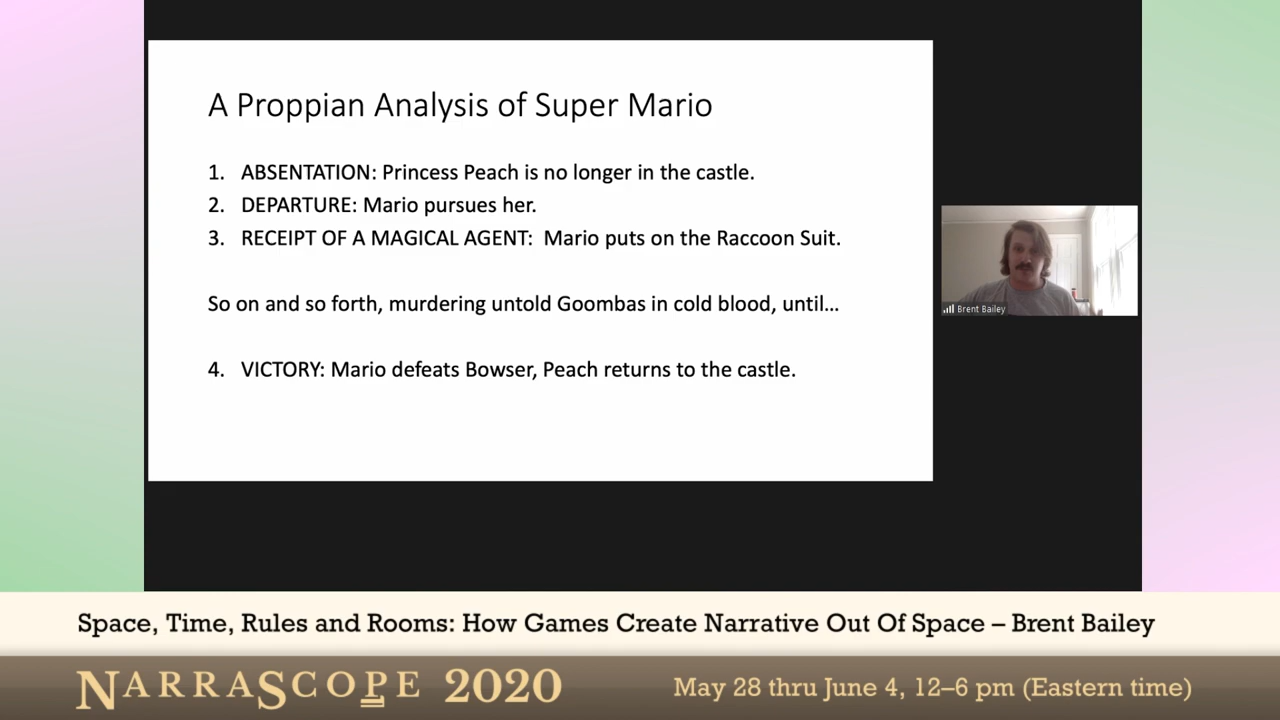 A Proppian Analysis of Super Mario
1. ABSENTATION: Princess Peach is no longer in the castle.
2. DEPARTURE: Mario pursues her.
3. RECEIPT OF A MAGICAL AGENT: Mario puts on the Raccoon Suit.
So on and so forth, murdering untold Goombas in cold blood, until...
4. VICTORY: Mario defeats Bowser, Peach returns to the castle.
Brent Bailey
Space, Time, Rules and Rooms: How Games Create Narrative Out Of Space – Brent Bailey
NARRASCOPE 2020
May 28 thru June 4, 12–6 pm (Eastern time)